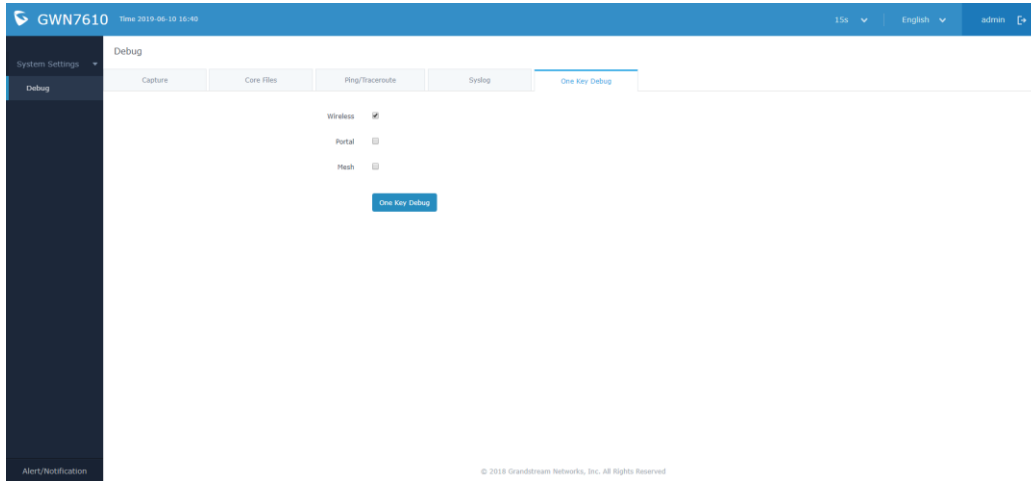 GWN7610 Time 2019-06-10 16:40 15s English admin
System Settings
Debug
Alert/Notification
Debug
Capture Core Files Ping/Traceroute Syslog One Key Debug
Wireless
Portal
Mesh
One Key Debug
© 2018 Grandstream Networks, Inc. All Rights Reserved